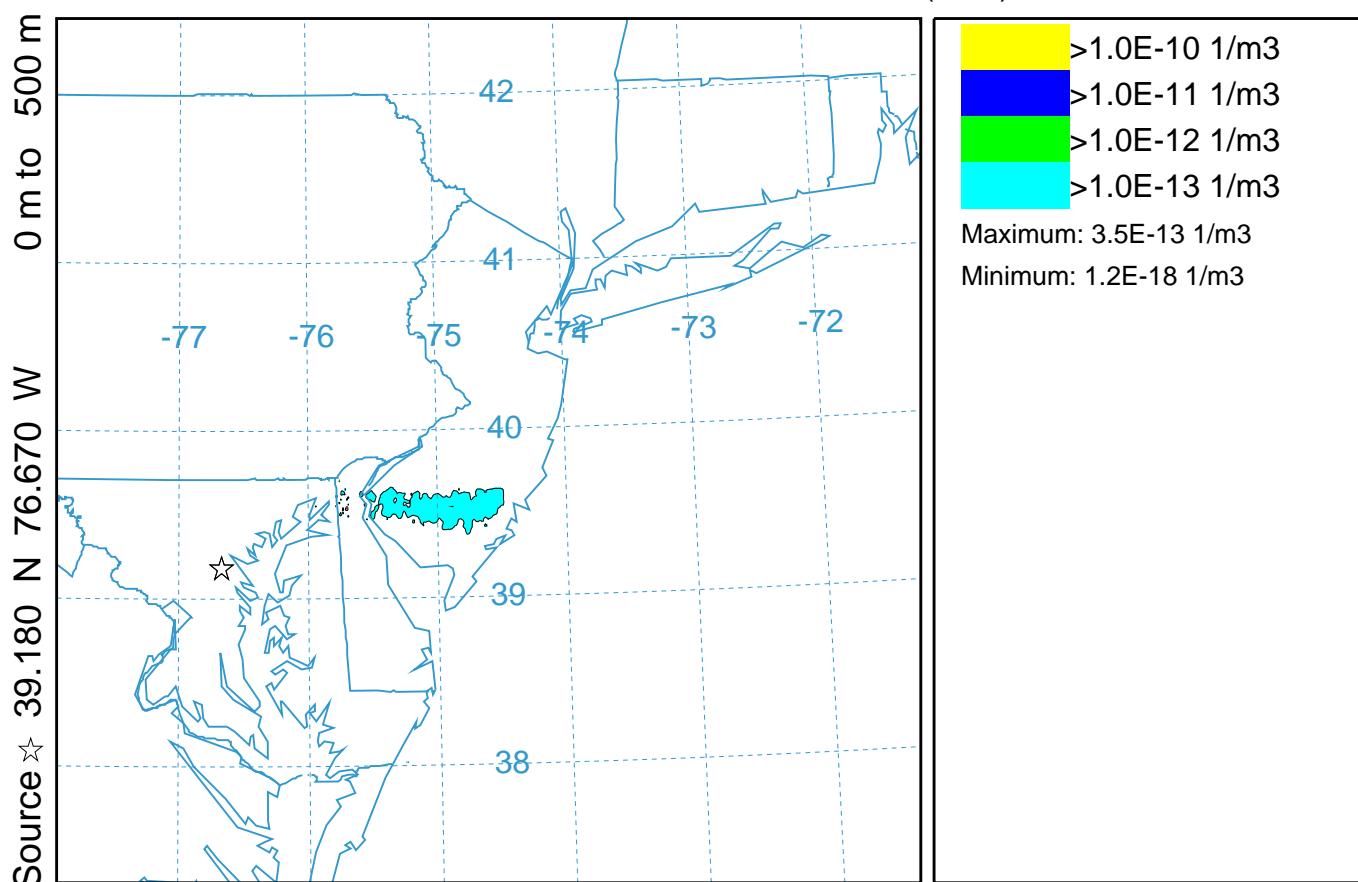 Source ☆ 39.180 N 76.670 W 0 m to 500 m
42
41
-77
-76
-75
-74
-73
-72
40
39
38
>1.0E-10 1/m3
>1.0E-11 1/m3
>1.0E-12 1/m3
>1.0E-13 1/m3
Maximum: 3.5E-13 1/m3
Minimum: 1.2E-18 1/m3